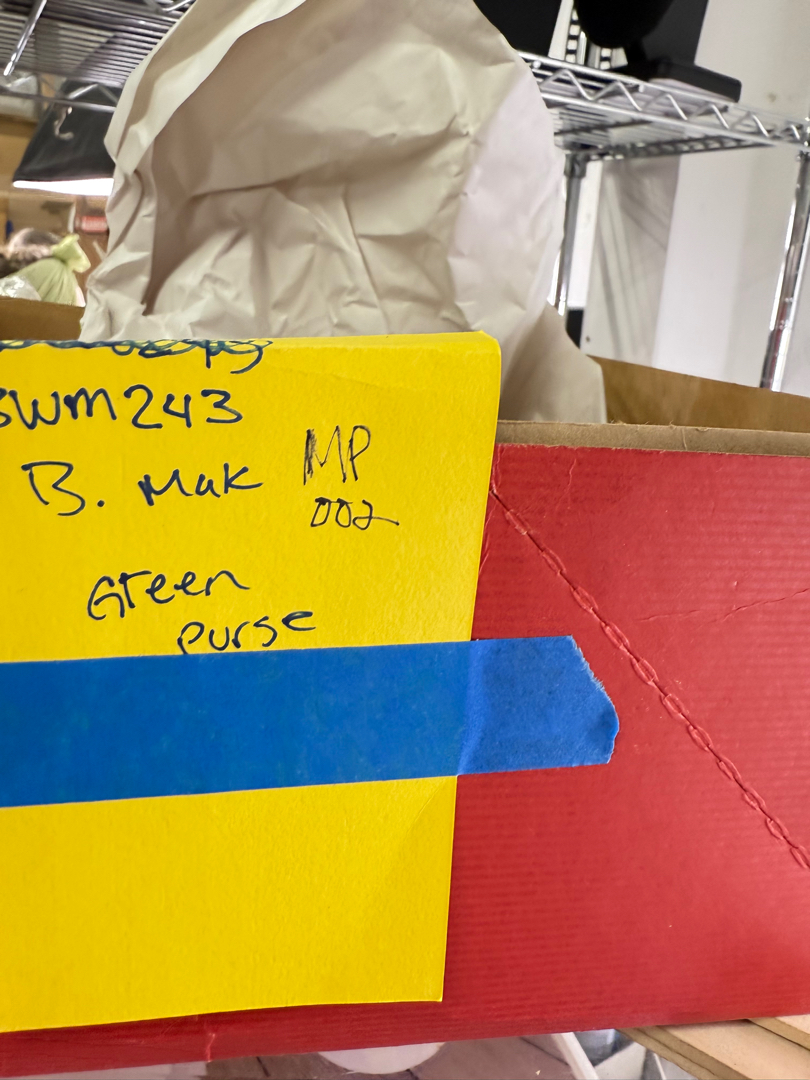 SWM243
B. Mak
MP
002
Green
purse